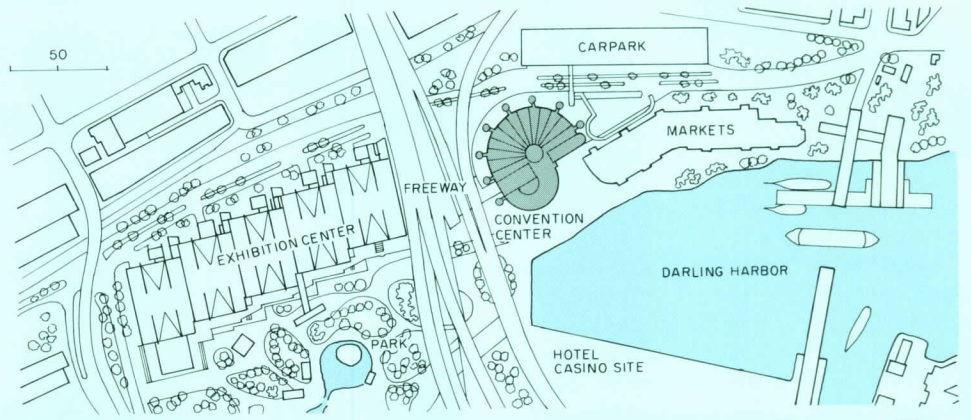 50
CARPARK
MARKETS
FREEWAY
EXHIBITION CENTER
CONVENTION
CENTER
DARLING HARBOR
PARK
HOTEL
CASINO SITE